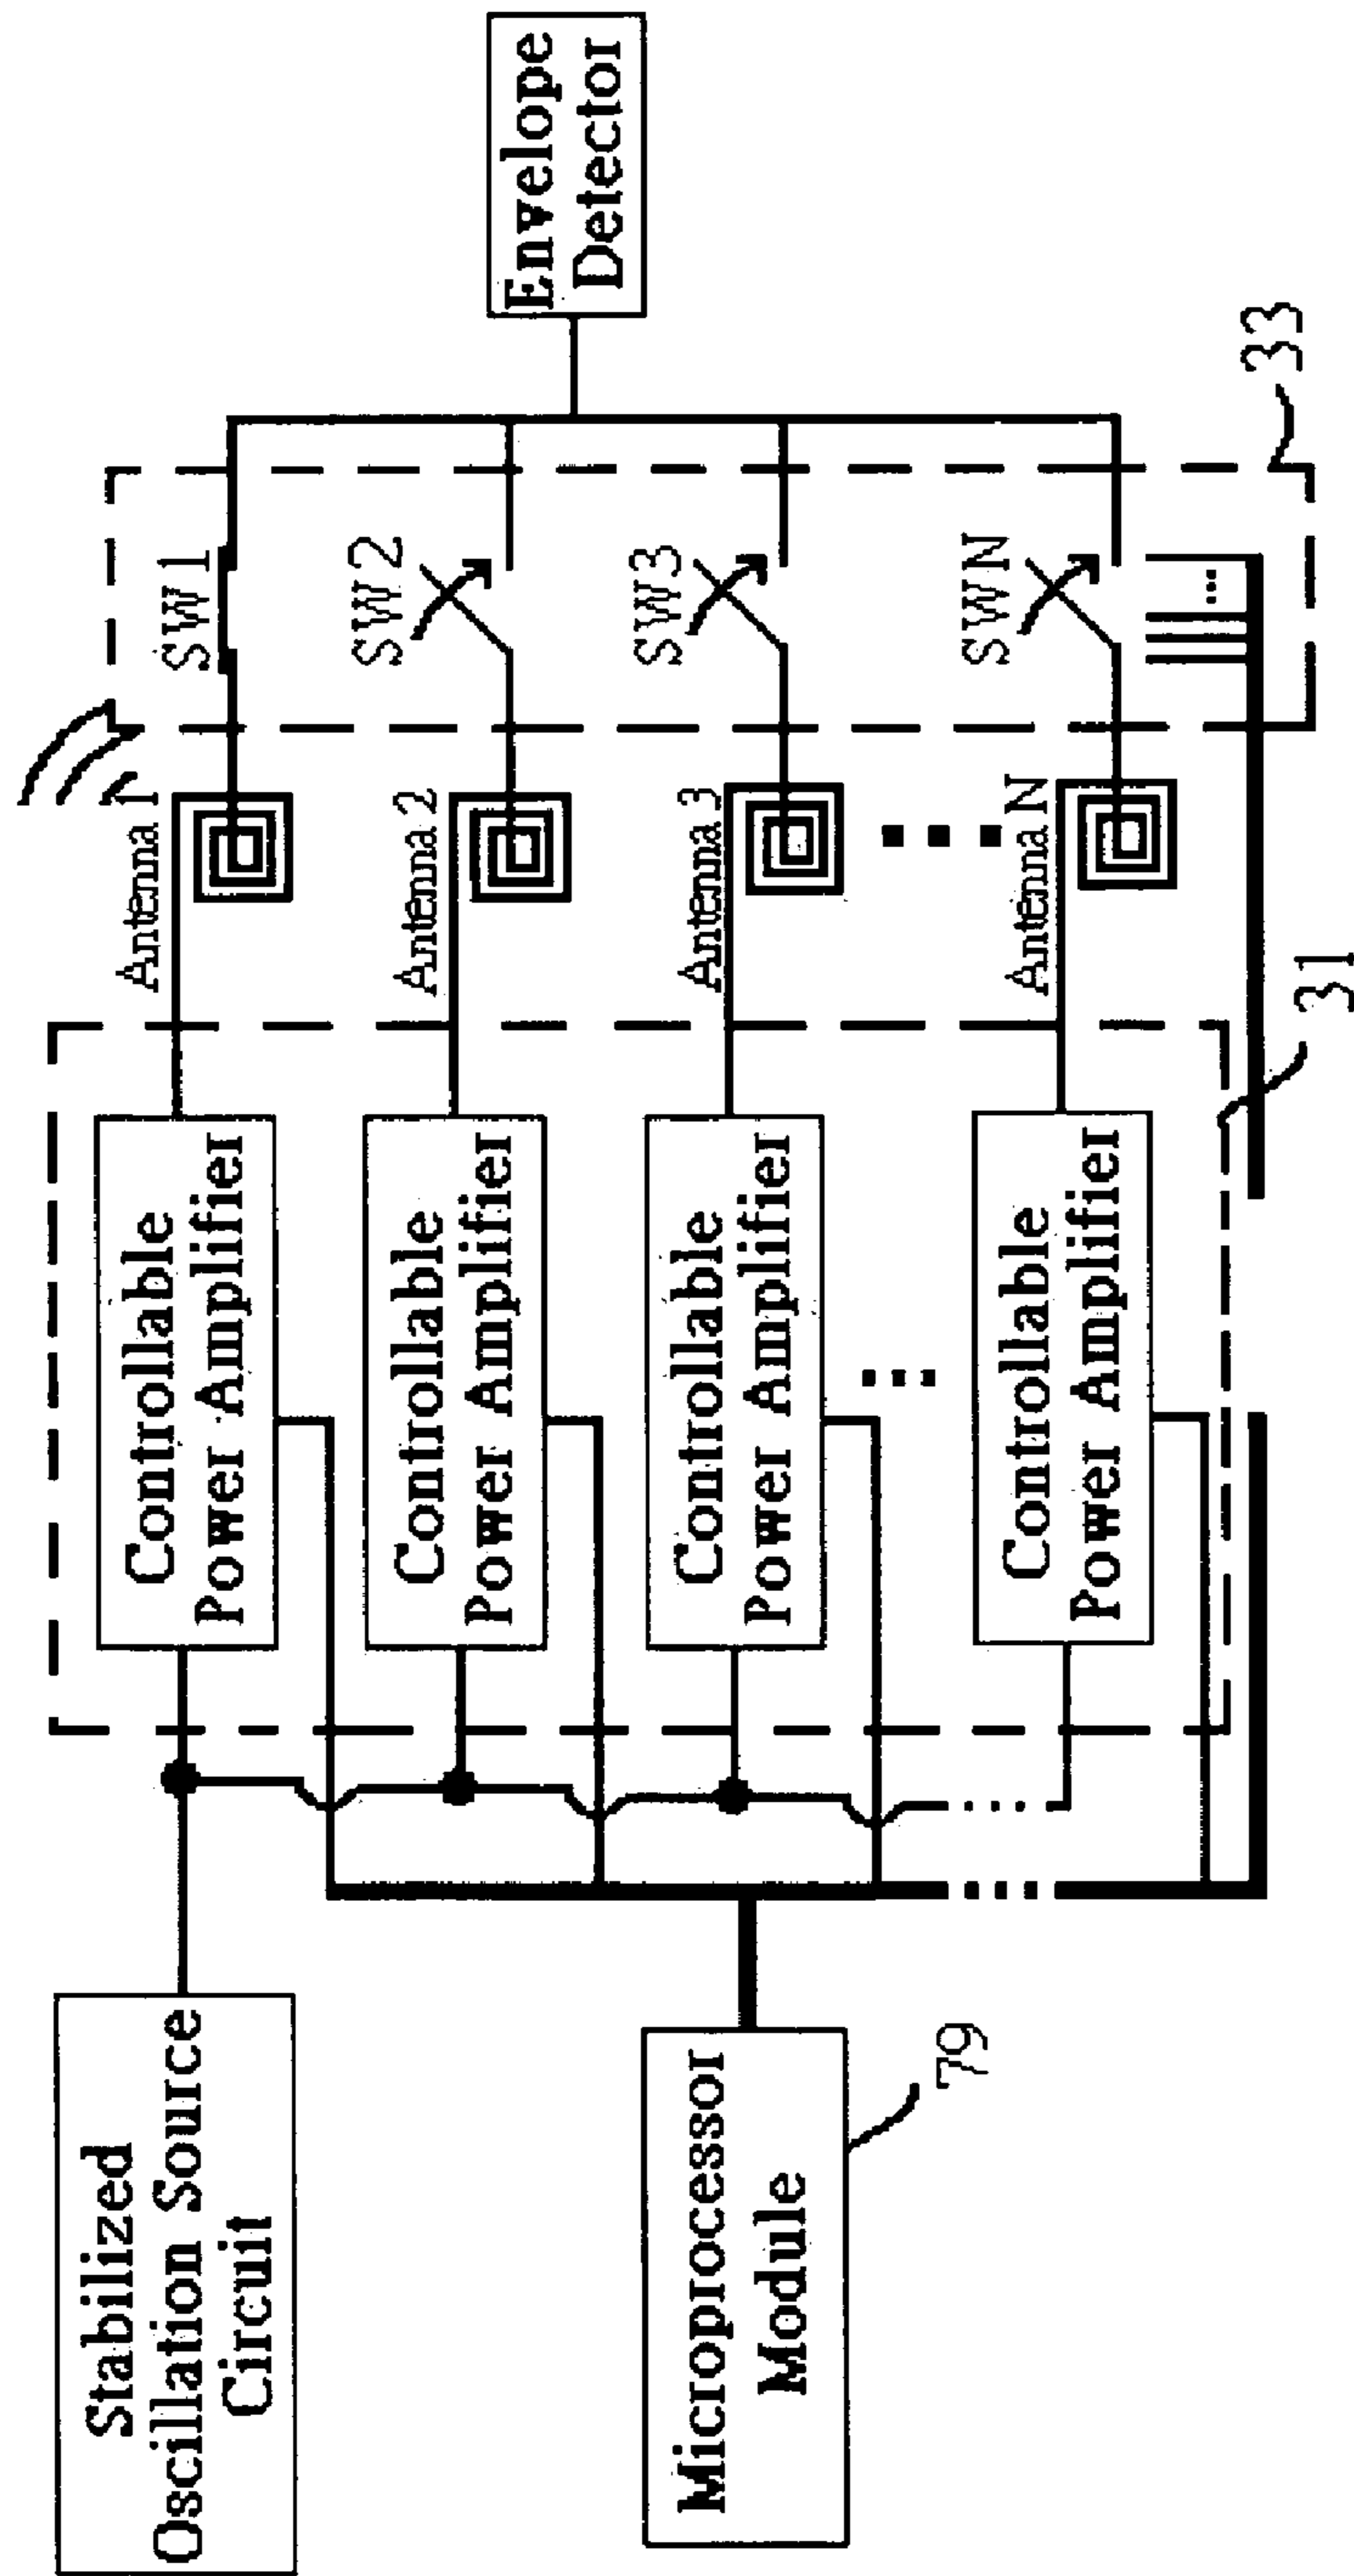 Stabilized
Oscillation Source
Circuit
Microprocessor
Module
79
Controllable
Power Amplifier
Controllable
Power Amplifier
Controllable
Power Amplifier
...
Controllable
Power Amplifier
31
Antenna 1
Antenna 2
Antenna 3
...
Antenna N
SW1
SW2
SW3
SWN
...
33
Envelope
Detector